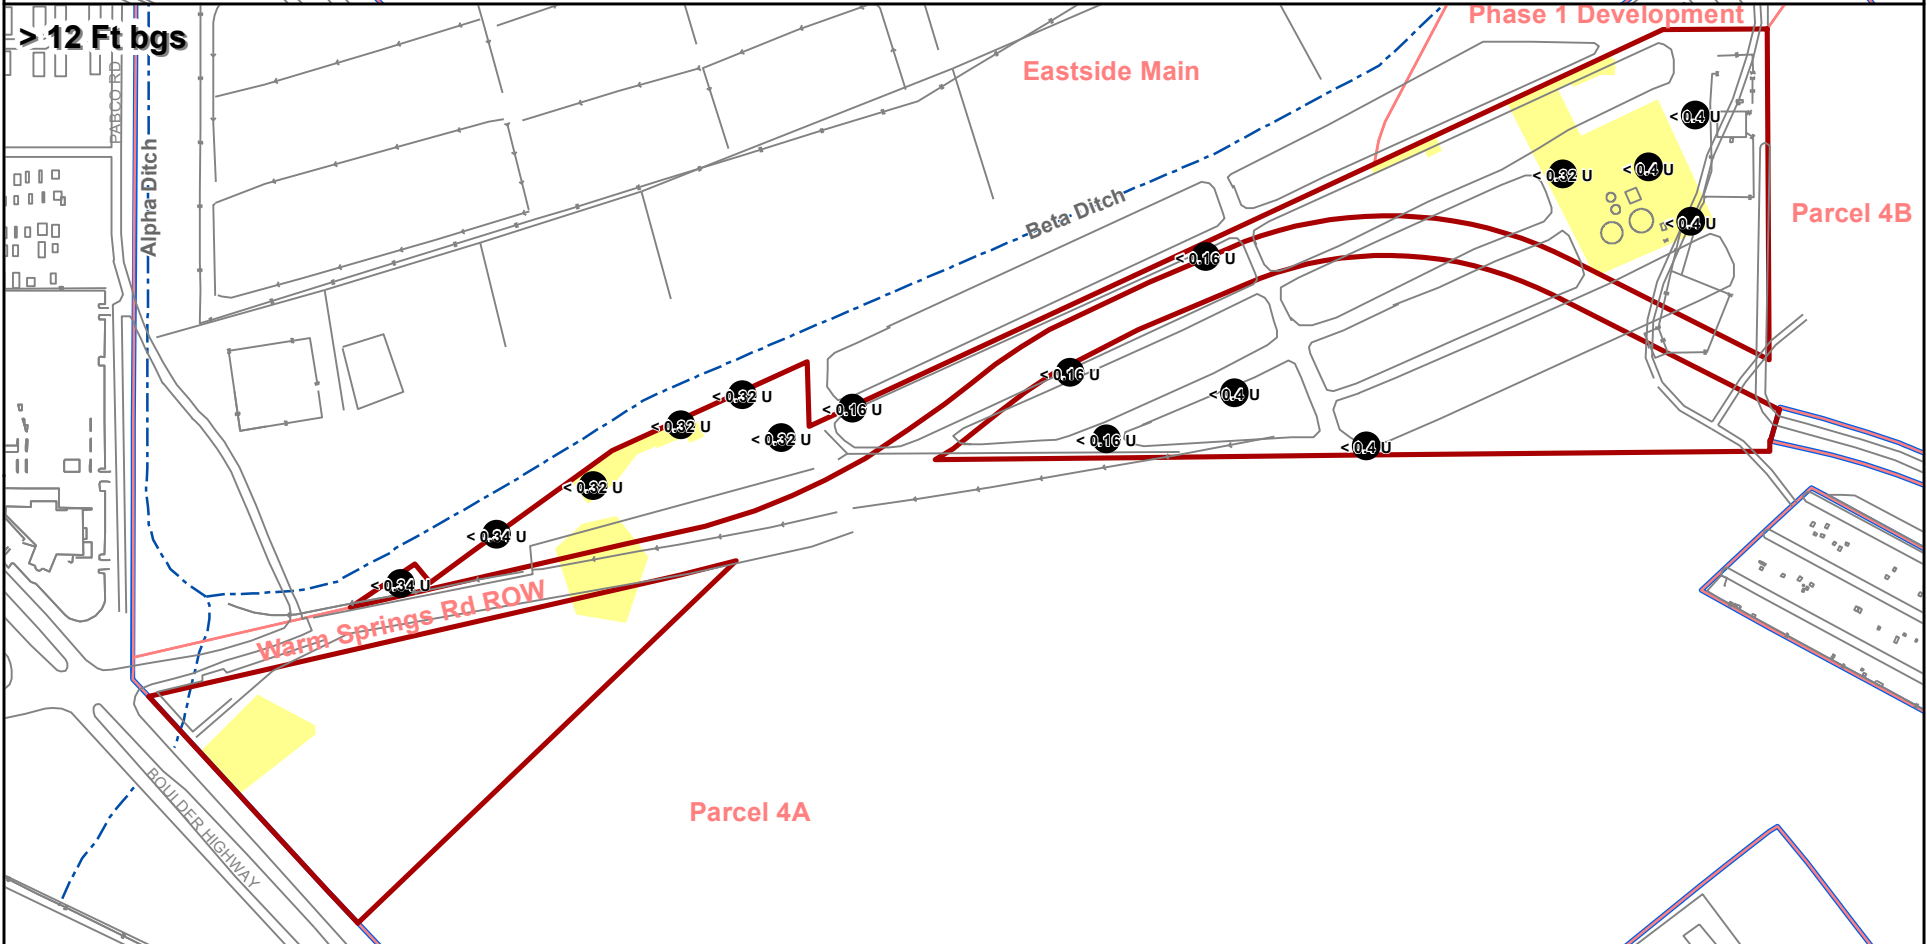 Phase 1 Development
> 12 Ft bgs
Eastside Main
PABCO RD
Alpha Ditch
< 0.4 U
< 0.32 U
< 0.4 U
Beta Ditch
Parcel 4B
< 0.4 U
< 0.16 U
< 0.16 U
< 0.32 U
< 0.4 U
< 0.16 U
< 0.32 U
< 0.32 U
< 0.16 U
< 0.4 U
< 0.32 U
< 0.34 U
< 0.34 U
Warm Springs Rd ROW
Parcel 4A
BOULDER HIGHWAY